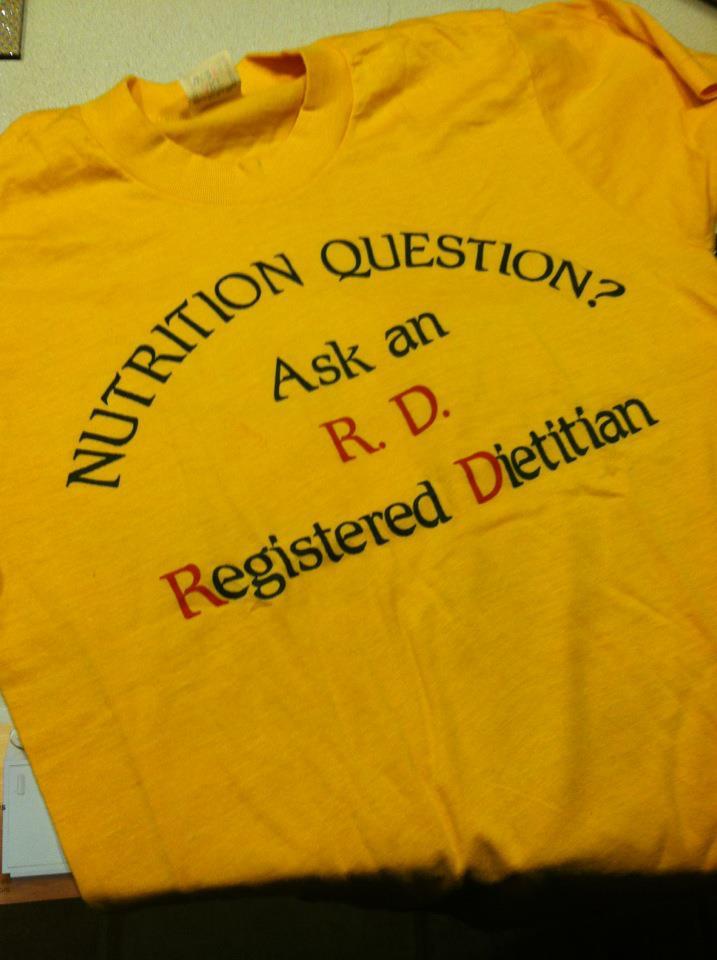 NUTRITION QUESTION?
Ask an
R. D.
Registered Dietitian